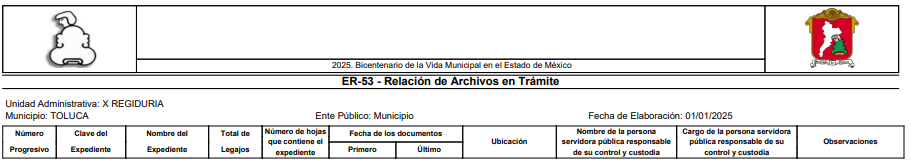 2025. Bicentenario de la Vida Municipal en el Estado de México
ER-53 - Relación de Archivos en Trámite
Unidad Administrativa: X REGIDURIA
Municipio: TOLUCA Ente Público: Municipio Fecha de Elaboración: 01/01/2025
Número Progresivo
Clave del Expediente
Nombre del Expediente
Total de Legajos
Número de hojas
que contiene el
expediente
Fecha de los documentos
Primero Último
Ubicación
Nombre de la persona
servidora pública responsable
de su control y custodia
Cargo de la persona servidora
pública responsable de su
control y custodia
Observaciones